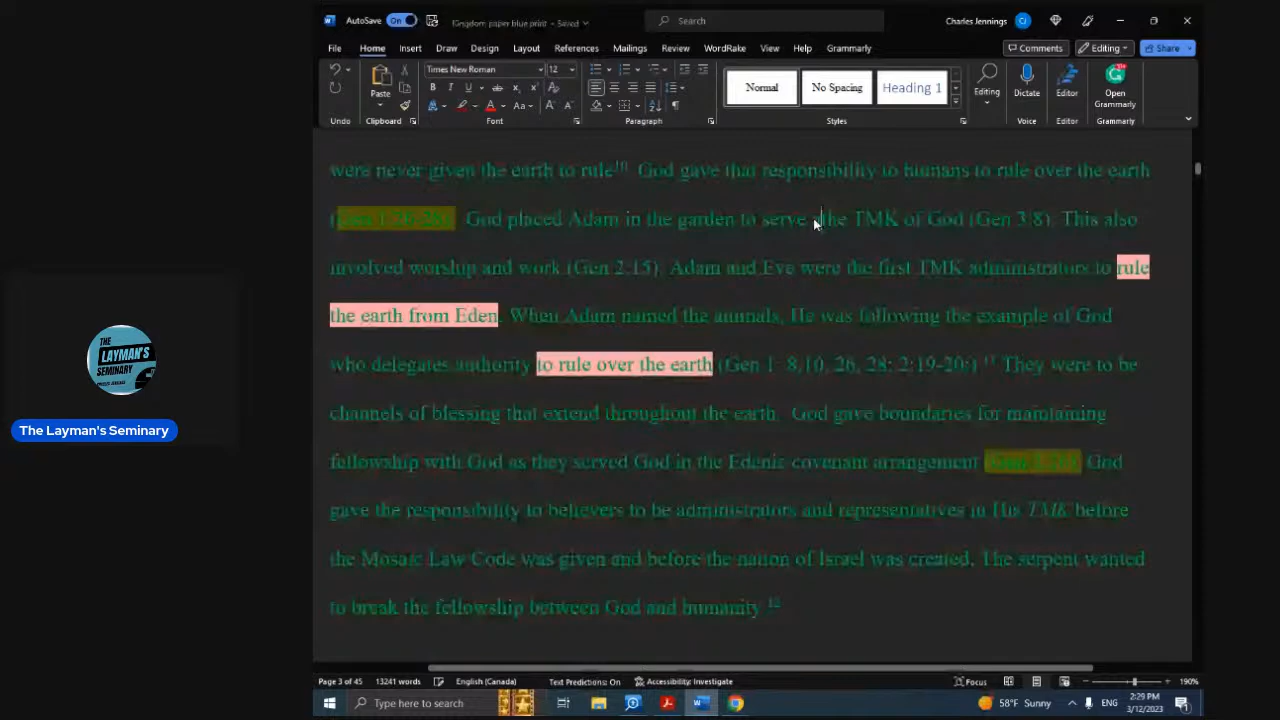 AutoSave On Kingdom paper blue print - Saved Search Charles Jennings CJ
File Home Insert Draw Design Layout References Mailings Review WordRake View Help Grammarly Comments Editing Share
Times New Roman 12
Paste
Normal No Spacing Heading 1
Editing Dictate Editor Open Grammarly
Undo Clipboard Font Paragraph Styles Voice Editor Grammarly
were never given the earth to rule God gave that responsibility to humans to rule over the earth
God placed Adam in the garden to serve the TMK of God (Gen 3:8). This also
involved worship and work (Gen 2:15). Adam and Eve were the first TMK administrators to rule
the earth from Eden. When Adam named the animals, He was following the example of God
who delegates authority to rule over the earth (Gen 1: 8,10, 26, 28; 2:19-20;) They were to be
channels of blessing that extend throughout the earth. God gave boundaries for maintaining
fellowship with God as they served God in the Edenic covenant arrangement God
gave the responsibility to believers to be administrators and representatives in His TMK before
the Mosaic Law Code was given and before the nation of Israel was created. The serpent wanted
to break the fellowship between God and humanity 12
THE LAYMAN'S SEMINARY
The Layman's Seminary
Page 3 of 45 13241 words English (Canada) Text Predictions: On Accessibility: Investigate Focus 190%
Type here to search 58°F Sunny ENG 2:29 PM
3/12/2023